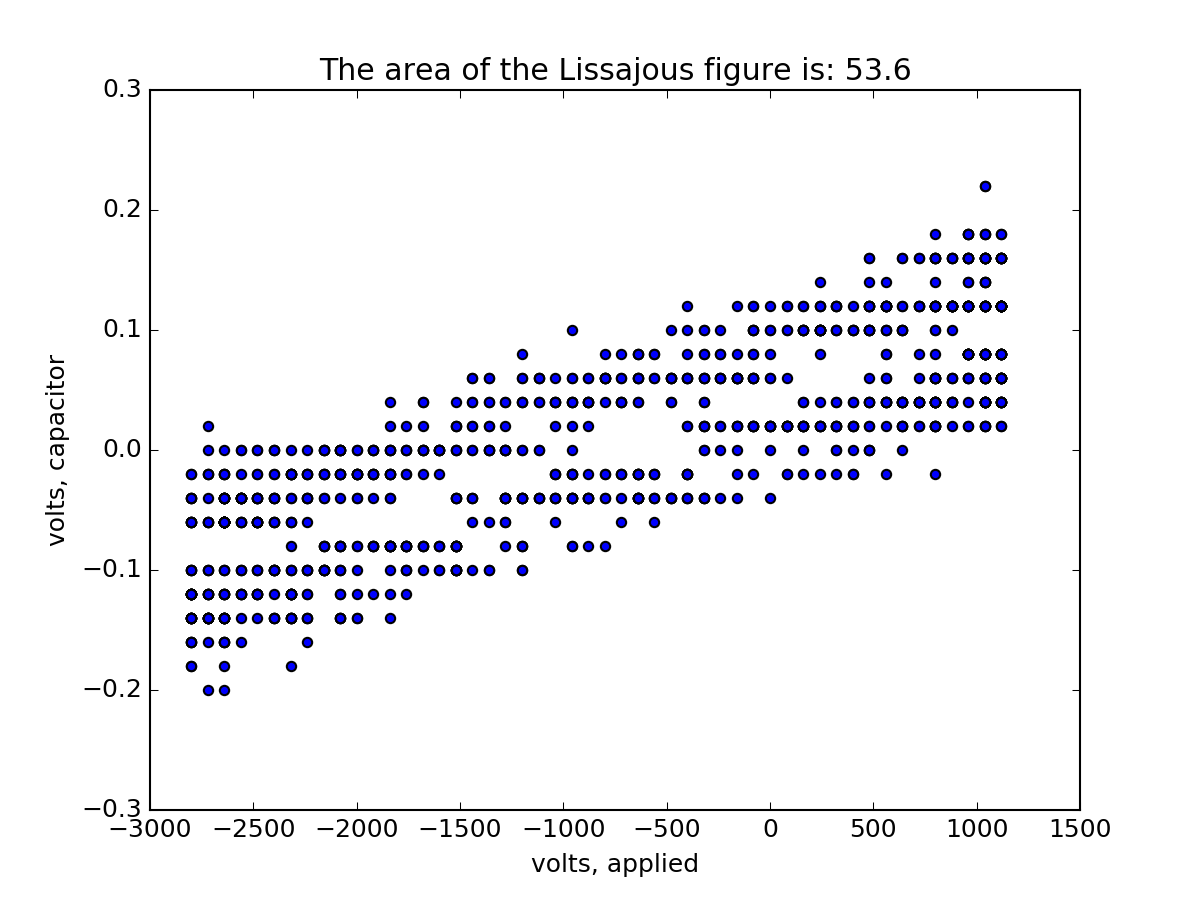 The area of the Lissajous figure is: 53.6
0.3
0.2
0.1
0.0
−0.1
−0.2
−0.3
volts, capacitor
−3000 −2500 −2000 −1500 −1000 −500 0 500 1000 1500
volts, applied